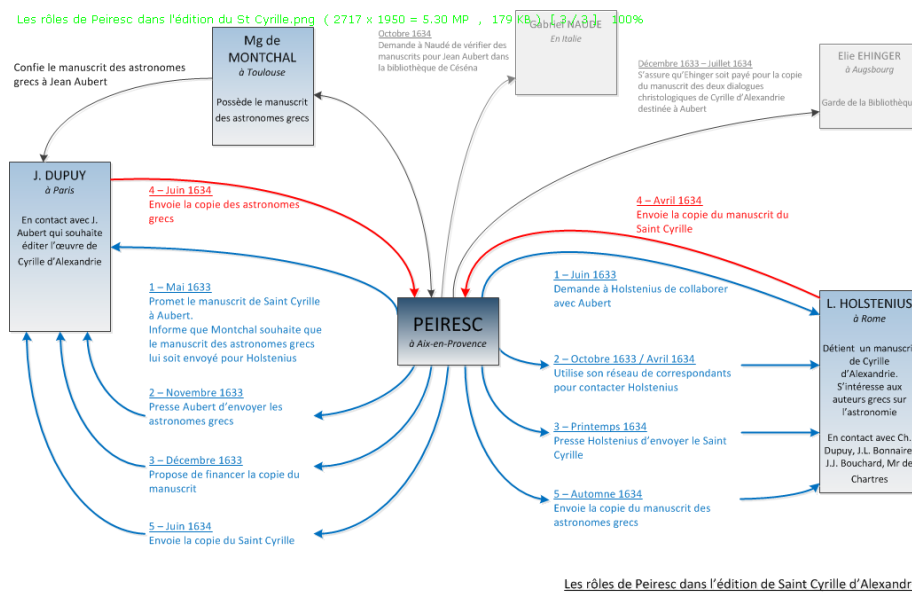 Les rôles de Peiresc dans l'édition du St Cyrille.png ( 2717 x 1950 = 5.30 MP , 179 KB ) [ 3 / 3 ] 100%
Mg de
MONTCHAL
à Toulouse
Possède le manuscrit
des astronomes grecs
Confie le manuscrit des astronomes
grecs à Jean Aubert
Octobre 1634
Demande à Naudé de vérifier des
manuscrits pour Jean Aubert dans
la bibliothèque de Céséna
Gabriel NAUDE
En Italie
Décembre 1633 – Juillet 1634
S'assure qu'Ehinger soit payé pour la copie
du manuscrit des deux dialogues
christologiques de Cyrille d'Alexandrie
destinée à Aubert
Elie EHINGER
à Augsbourg
Garde de la Bibliothèqu
J. DUPUY
à Paris
En contact avec J.
Aubert qui souhaite
éditer l'œuvre de
Cyrille d'Alexandrie
4 – Juin 1634
Envoie la copie des astronomes
grecs
1 – Mai 1633
Promet le manuscrit de Saint Cyrille
à Aubert.
Informe que Montchal souhaite que
le manuscrit des astronomes grecs
lui soit envoyé pour Holstenius
2 – Novembre 1633
Presse Aubert d'envoyer les
astronomes grecs
3 – Décembre 1633
Propose de financer la copie du
manuscrit
5 – Juin 1634
Envoie la copie du Saint Cyrille
PEIRESC
à Aix-en-Provence
4 – Avril 1634
Envoie la copie du manuscrit du
Saint Cyrille
1 – Juin 1633
Demande à Holstenius de collaborer
avec Aubert
2 – Octobre 1633 / Avril 1634
Utilise son réseau de correspondants
pour contacter Holstenius
3 – Printemps 1634
Presse Holstenius d'envoyer le Saint
Cyrille
5 – Automne 1634
Envoie la copie du manuscrit des
astronomes grecs
L. HOLSTENIUS
à Rome
Détient un manuscri
de Cyrille
d'Alexandrie.
S'intéresse aux
auteurs grecs sur
l'astronomie
En contact avec Ch.
Dupuy, J.L. Bonnaire
J.J. Bouchard, Mr de
Chartres
Les rôles de Peiresc dans l'édition de Saint Cyrille d'Alexandr